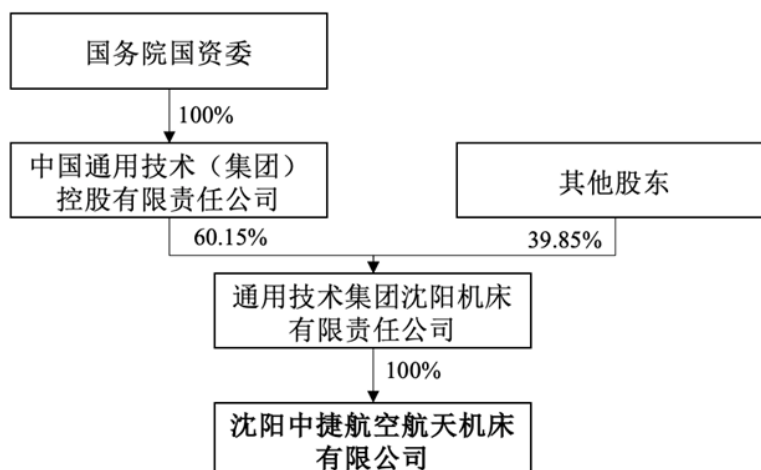 国务院国资委
100%
中国通用技术（集团）
控股有限责任公司
其他股东
60.15%
39.85%
通用技术集团沈阳机床
有限责任公司
100%
沈阳中捷航空航天机床
有限公司